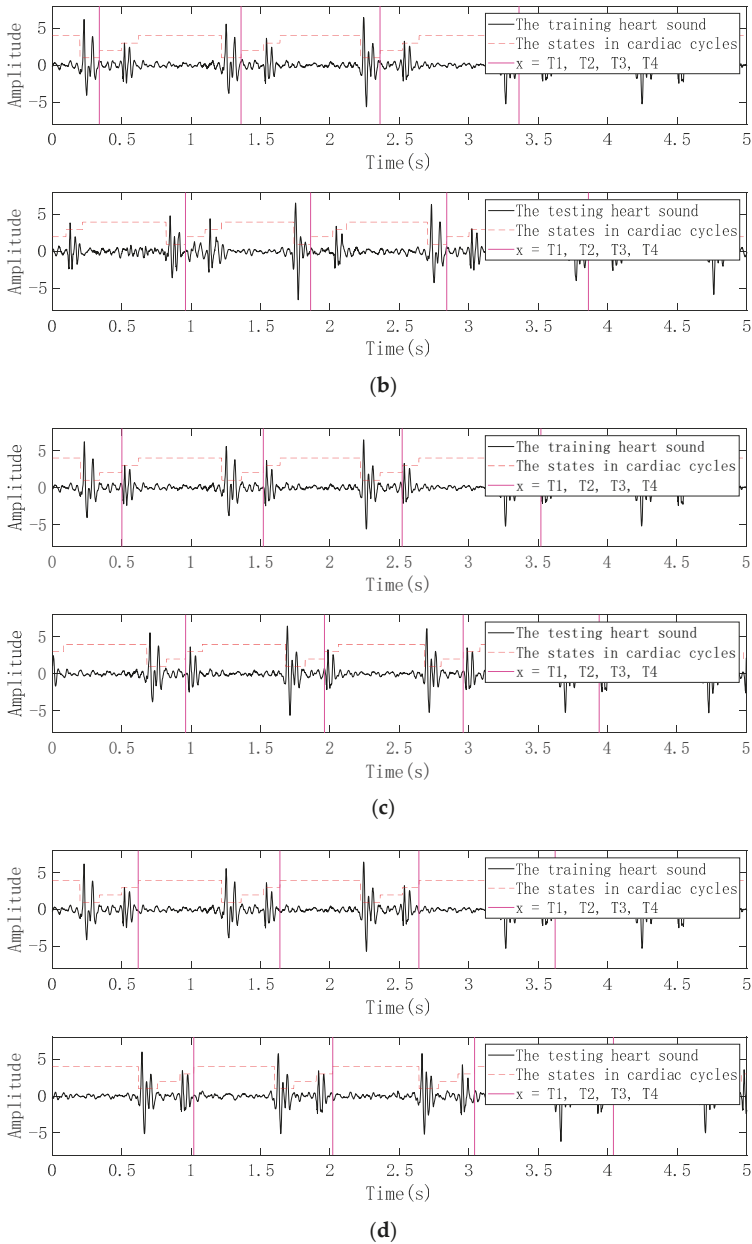 Amplitude
5
0
−5
The training heart sound
The states in cardiac cycles
x = T1, T2, T3, T4
0 0.5 1 1.5 2 2.5 3 3.5 4 4.5 5
Time(s)
Amplitude
5
0
−5
The testing heart sound
The states in cardiac cycles
x = T1, T2, T3, T4
0 0.5 1 1.5 2 2.5 3 3.5 4 4.5 5
Time(s)
(b)
Amplitude
5
0
−5
The training heart sound
The states in cardiac cycles
x = T1, T2, T3, T4
0 0.5 1 1.5 2 2.5 3 3.5 4 4.5 5
Time(s)
Amplitude
5
0
−5
The testing heart sound
The states in cardiac cycles
x = T1, T2, T3, T4
0 0.5 1 1.5 2 2.5 3 3.5 4 4.5 5
Time(s)
(c)
Amplitude
5
0
−5
The training heart sound
The states in cardiac cycles
x = T1, T2, T3, T4
0 0.5 1 1.5 2 2.5 3 3.5 4 4.5 5
Time(s)
Amplitude
5
0
−5
The testing heart sound
The states in cardiac cycles
x = T1, T2, T3, T4
0 0.5 1 1.5 2 2.5 3 3.5 4 4.5 5
Time(s)
(d)